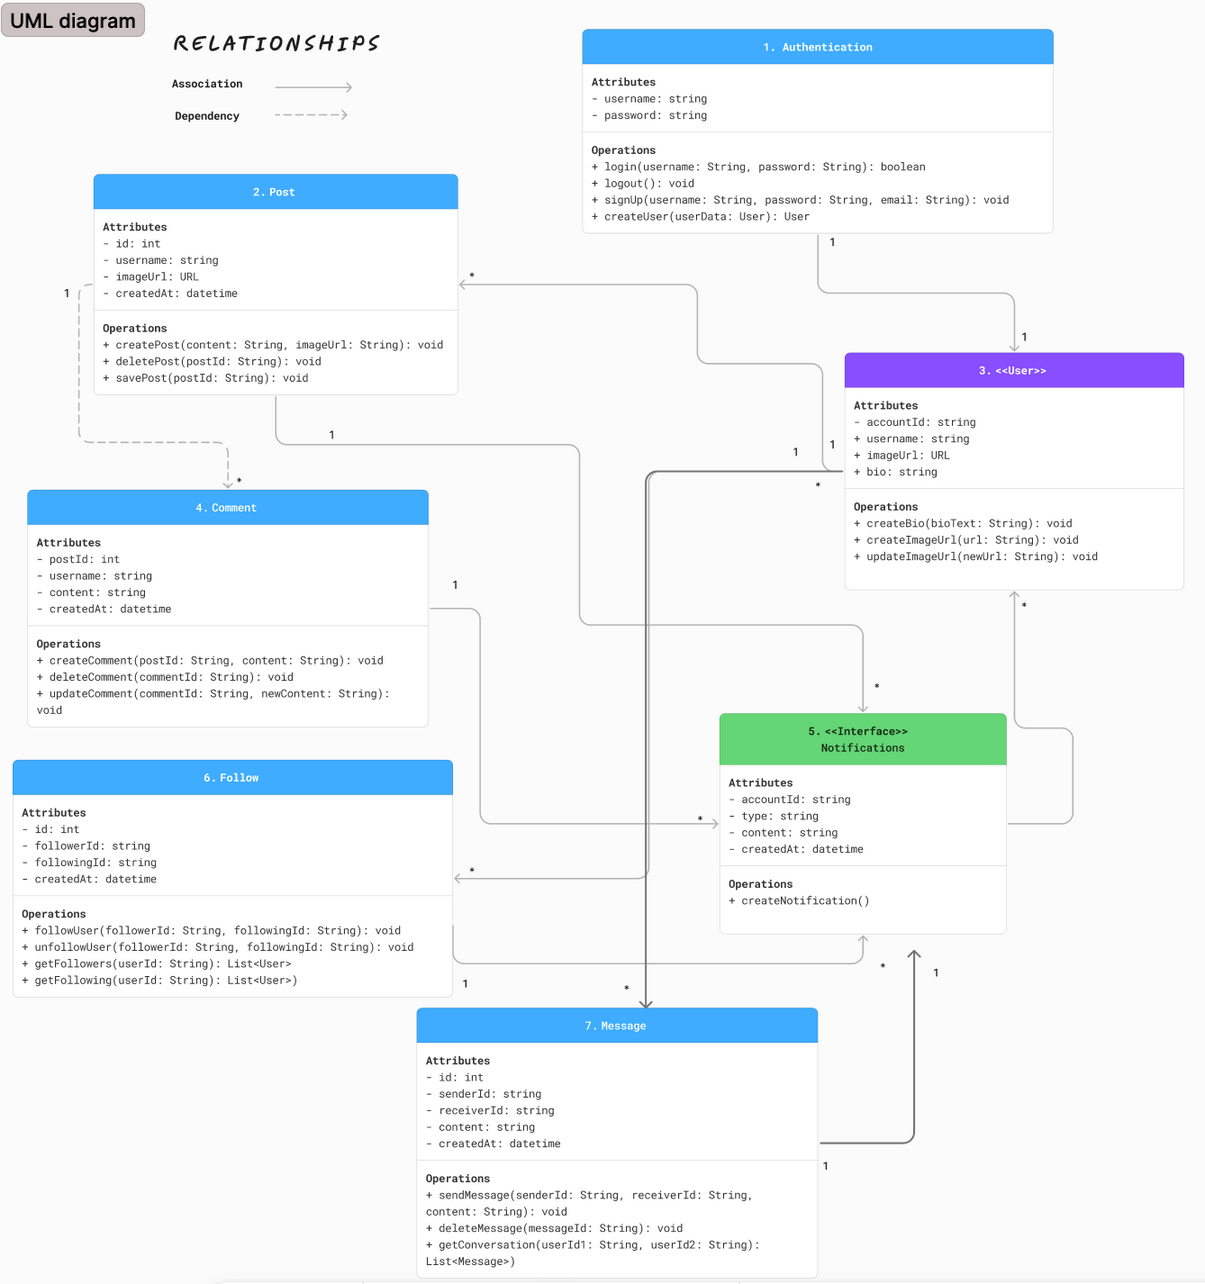 UML diagram
RELATIONSHIPS
Association
Dependency
1. Authentication
Attributes
- username: string
- password: string
Operations
+ login(username: String, password: String): boolean
+ logout(): void
+ signUp(username: String, password: String, email: String): void
+ createUser(userData: User): User
1
1
2. Post
Attributes
- id: int
- username: string
- imageUrl: URL
- createdAt: datetime
Operations
+ createPost(content: String, imageUrl: String): void
+ deletePost(postId: String): void
+ savePost(postId: String): void
*
1
1
3. <<User>>
Attributes
- accountId: string
+ username: string
+ imageUrl: URL
+ bio: string
Operations
+ createBio(bioText: String): void
+ createImageUrl(url: String): void
+ updateImageUrl(newUrl: String): void
1
1
*
*
*
4. Comment
Attributes
- postId: int
- username: string
- content: string
- createdAt: datetime
Operations
+ createComment(postId: String, content: String): void
+ deleteComment(commentId: String): void
+ updateComment(commentId: String, newContent: String):
void
1
*
*
5. <<Interface>>
Notifications
Attributes
- accountId: string
- type: string
- content: string
- createdAt: datetime
Operations
+ createNotification()
6. Follow
Attributes
- id: int
- followerId: string
- followingId: string
- createdAt: datetime
Operations
+ followUser(followerId: String, followingId: String): void
+ unfollowUser(followerId: String, followingId: String): void
+ getFollowers(userId: String): List<User>
+ getFollowing(userId: String): List<User>)
*
1
*
*
1
7. Message
Attributes
- id: int
- senderId: string
- receiverId: string
- content: string
- createdAt: datetime
Operations
+ sendMessage(senderId: String, receiverId: String,
content: String): void
+ deleteMessage(messageId: String): void
+ getConversation(userId1: String, userId2: String):
List<Message>)
1